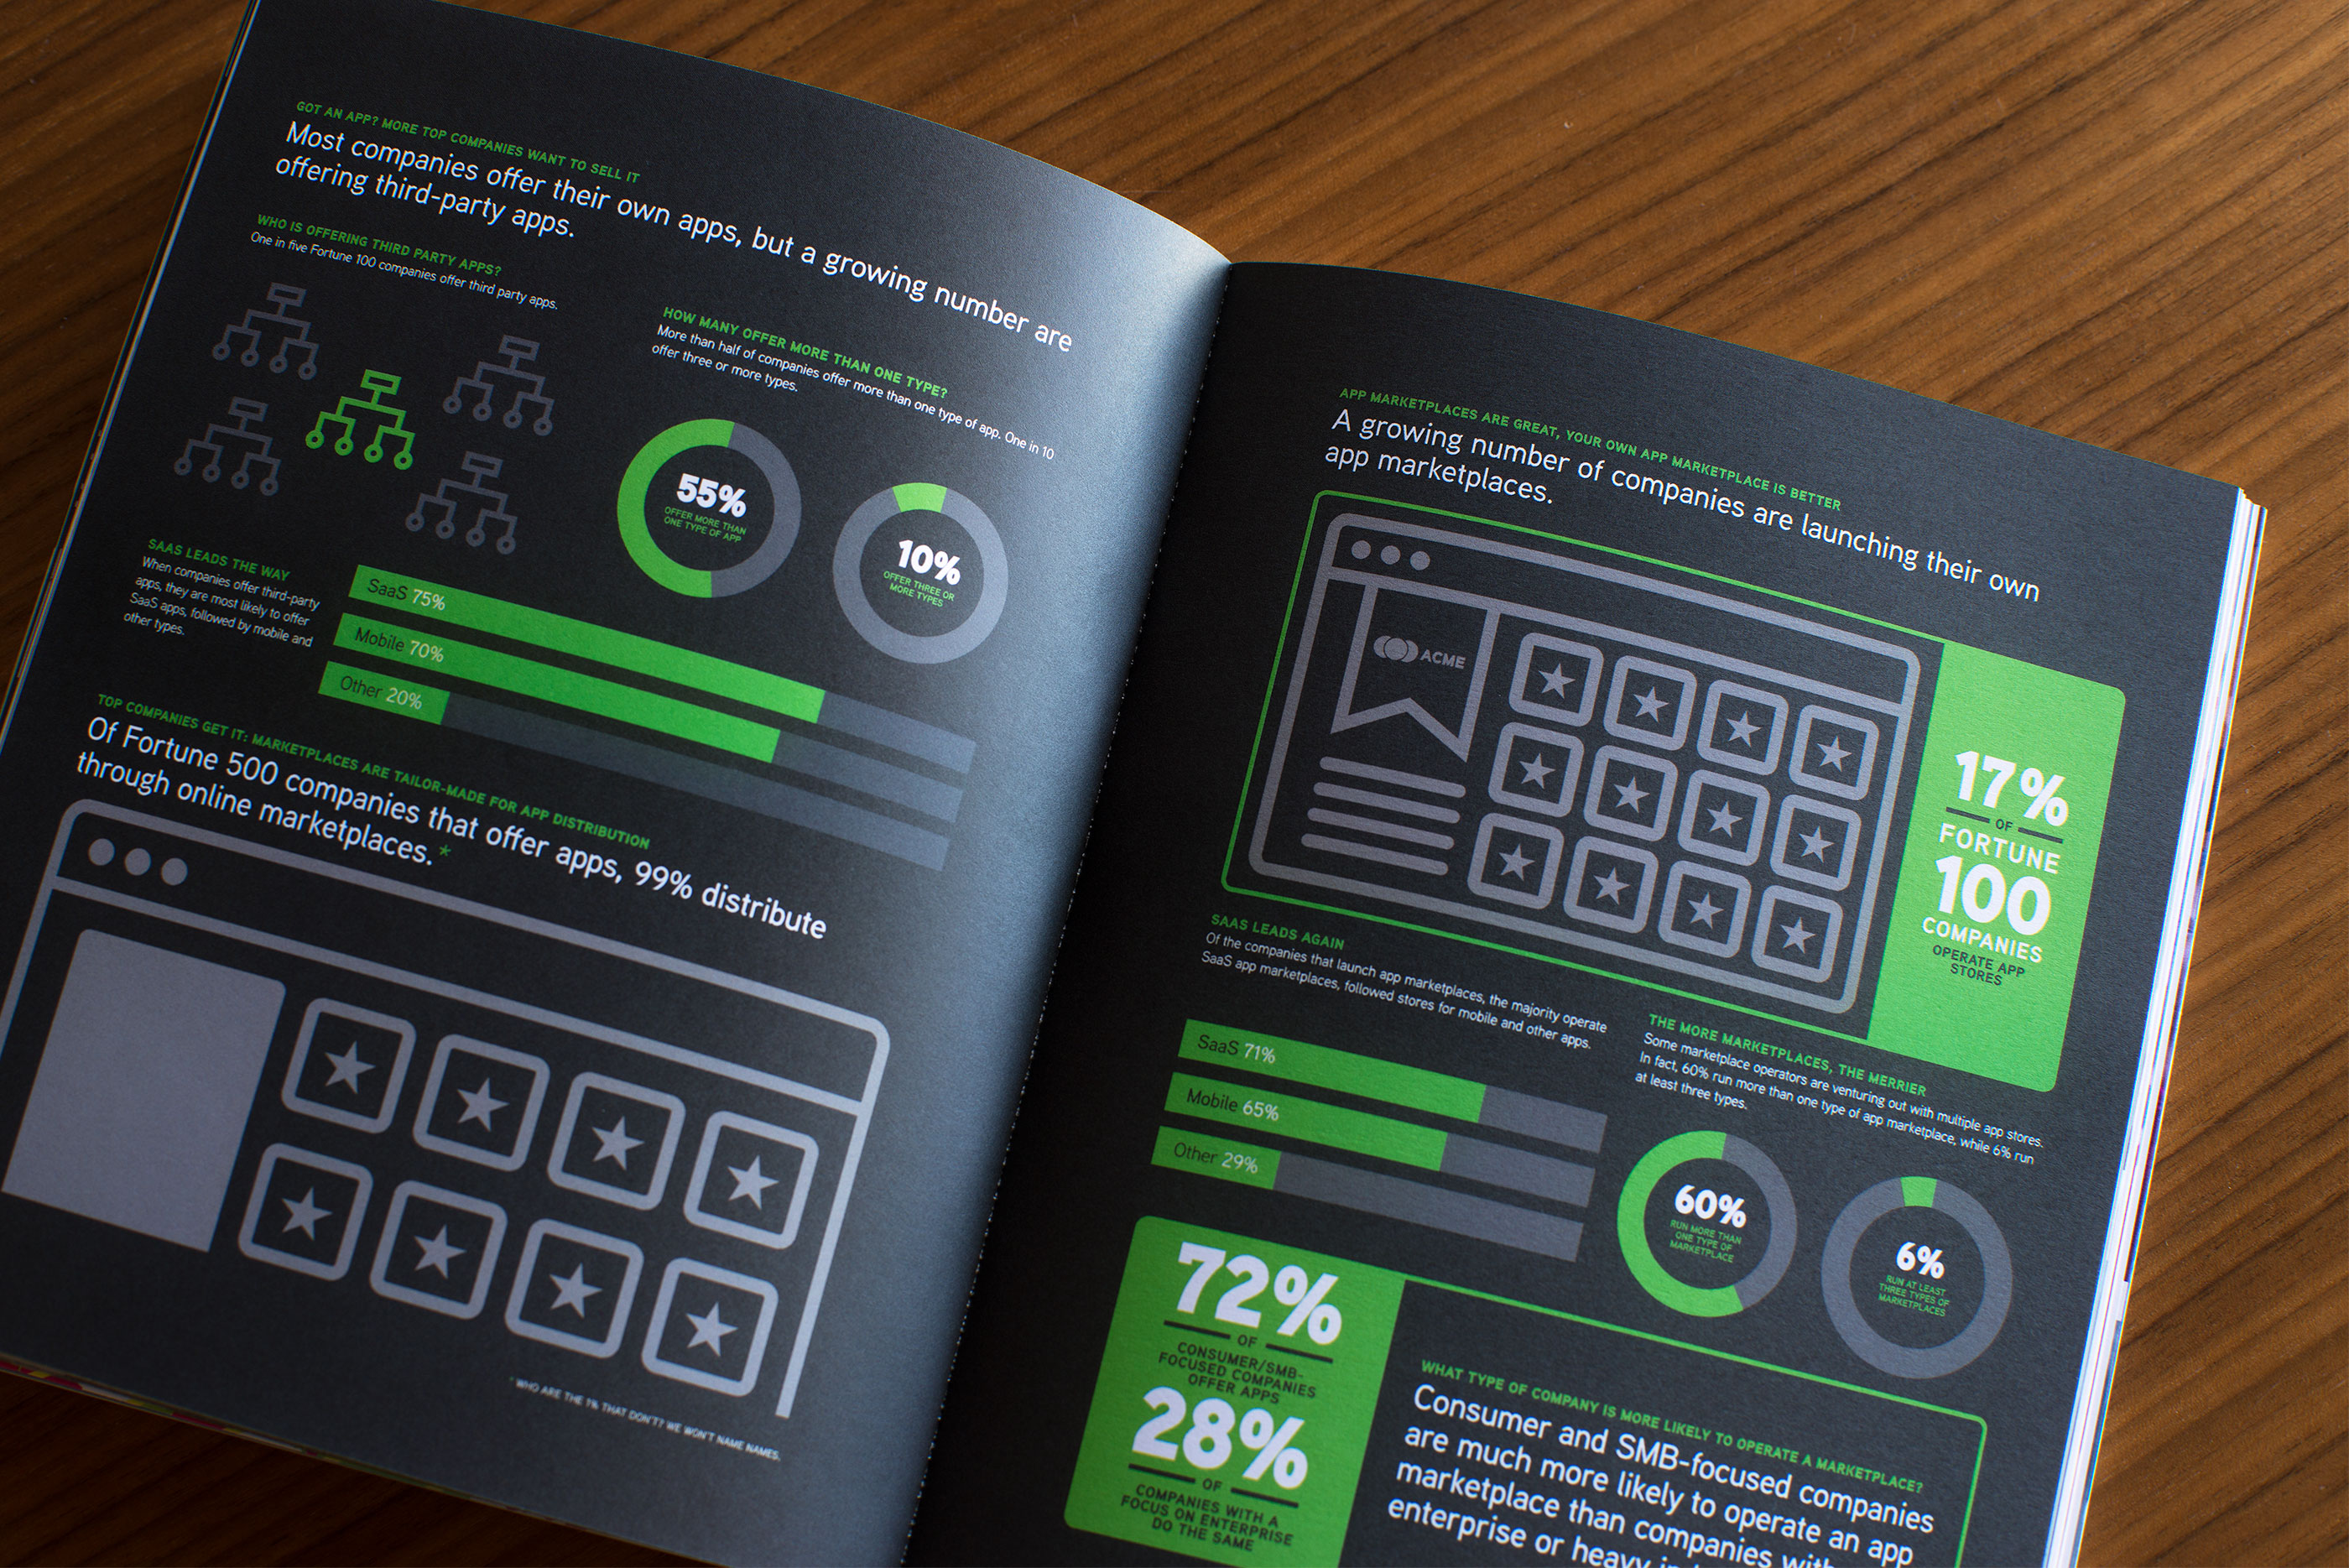 GOT AN APP? MORE TOP COMPANIES WANT TO SELL IT
Most companies offer their own apps, but a growing number are
offering third-party apps.
WHO IS OFFERING THIRD PARTY APPS?
One in five Fortune 100 companies offer third party apps.
HOW MANY OFFER MORE THAN ONE TYPE?
More than half of companies offer more than one type of app. One in 10
offer three or more types.
55%
OFFER MORE THAN
ONE TYPE OF APP
10%
OFFER THREE OR
MORE TYPES
SAAS LEADS THE WAY
When companies offer third-party
apps, they are most likely to offer
SaaS apps, followed by mobile and
other types.
SaaS 75%
Mobile 70%
Other 20%
TOP COMPANIES GET IT: MARKETPLACES ARE TAILOR-MADE FOR APP DISTRIBUTION
Of Fortune 500 companies that offer apps, 99% distribute
through online marketplaces.*
* WHO ARE THE 1% THAT DON'T? WE WON'T NAME NAMES.
APP MARKETPLACES ARE GREAT, YOUR OWN APP MARKETPLACE IS BETTER
A growing number of companies are launching their own
app marketplaces.
ACME
17%
OF
FORTUNE
100
COMPANIES
OPERATE APP
STORES
SAAS LEADS AGAIN
Of the companies that launch app marketplaces, the majority operate
SaaS app marketplaces, followed stores for mobile and other apps.
SaaS 71%
Mobile 65%
Other 29%
THE MORE MARKETPLACES, THE MERRIER
Some marketplace operators are venturing out with multiple app stores.
In fact, 60% run more than one type of app marketplace, while 6% run
at least three types.
60%
RUN MORE THAN
ONE TYPE OF
MARKETPLACE
6%
RUN AT LEAST
THREE TYPES OF
MARKETPLACES
72%
OF
CONSUMER/SMB-
FOCUSED COMPANIES
OFFER APPS
28%
OF
COMPANIES WITH A
FOCUS ON ENTERPRISE
DO THE SAME
WHAT TYPE OF COMPANY IS MORE LIKELY TO OPERATE A MARKETPLACE?
Consumer and SMB-focused companies
are much more likely to operate an app
marketplace than companies with
enterprise or heavy